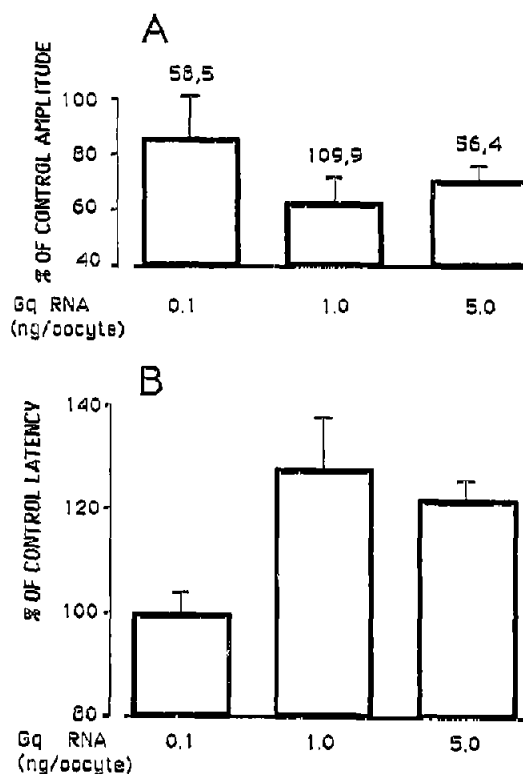 A
% OF CONTROL AMPLITUDE
100
80
60
40
58,5
109,9
56,4
Gq RNA
(ng/oocyte)
0.1
1.0
5.0
B
% OF CONTROL LATENCY
140
120
100
80
Gq RNA
(ng/oocyte)
0.1
1.0
5.0